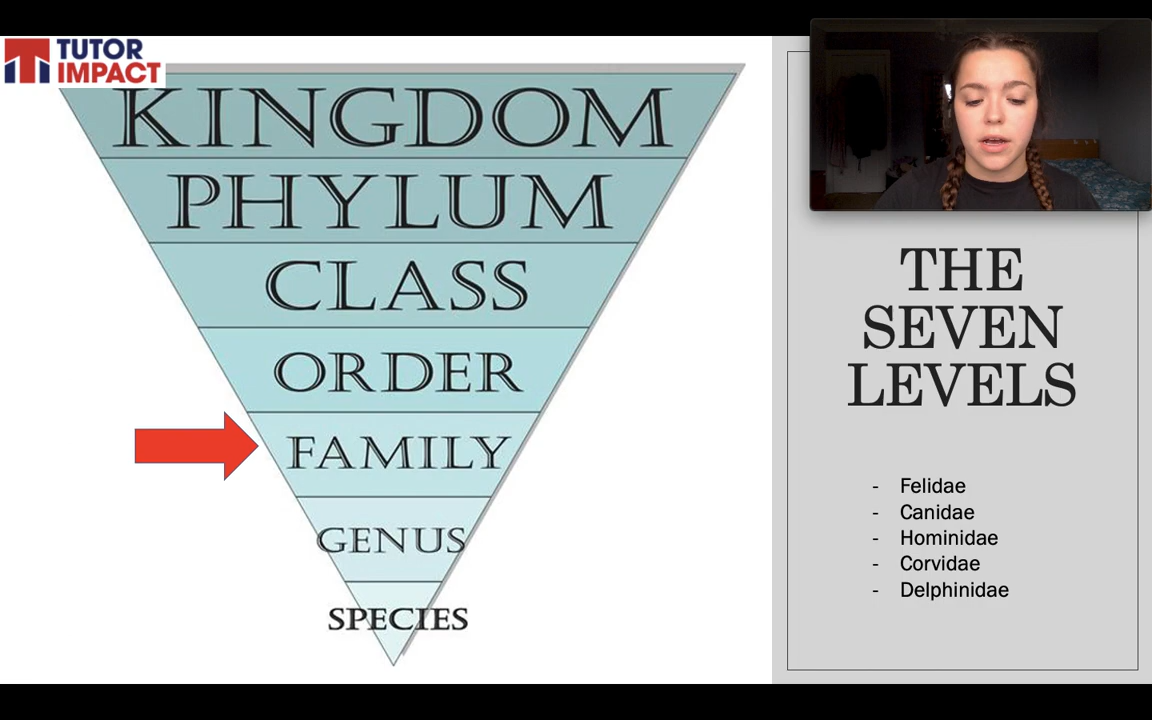 TUTOR
IMPACT
KINGDOM
PHYLUM
CLASS
ORDER
FAMILY
GENUS
SPECIES
THE
SEVEN
LEVELS
- Felidae
- Canidae
- Hominidae
- Corvidae
- Delphinidae